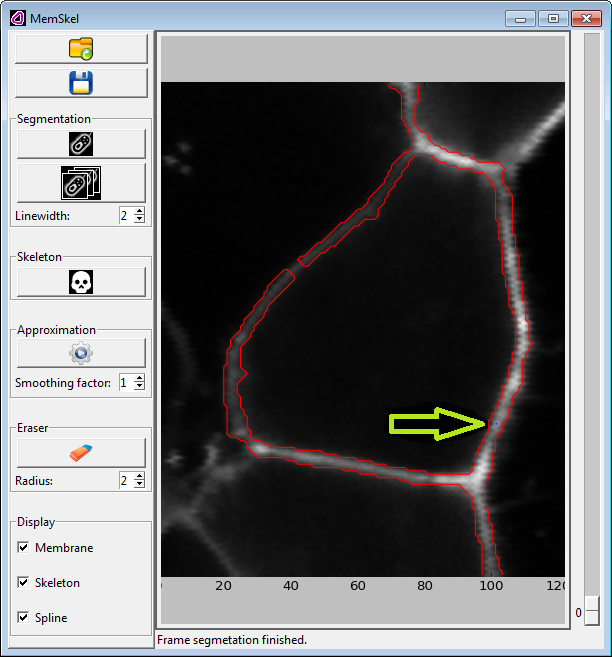 MemSkel
Segmentation
Linewidth: 2
Skeleton
Approximation
Smoothing factor: 1
Eraser
Radius: 2
Display
Membrane
Skeleton
Spline
20 40 60 80 100 120
0
Frame segmetation finished.